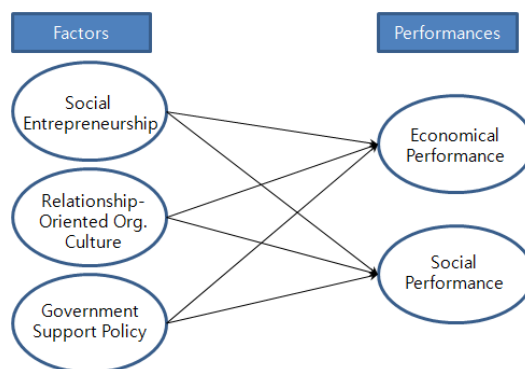 Factors
Performances
Social
Entrepreneurship
Relationship-
Oriented Org.
Culture
Government
Support Policy
Economical
Performance
Social
Performance